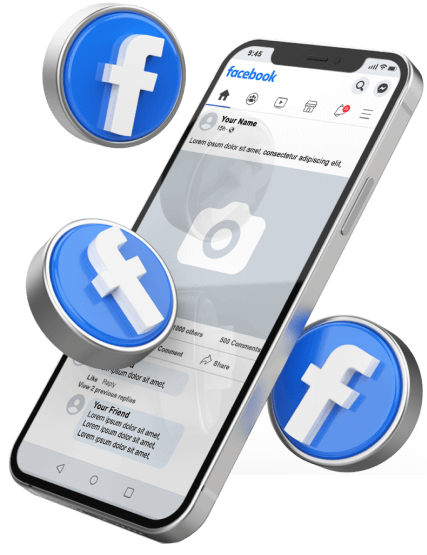 9:46
facebook
Your Name
15h
Lorem ipsum dolor sit amet, consectetur adipiscing elit,
1000 others
500 Comments
Comment
Share
ipsum dolor sit amet,
Like Reply
View 2 previous replies
Your Friend
Lorem ipsum dolor sit amet,
Lorem ipsum dolor sit amet,
Lorem ipsum dolor sit amet,
f
f
f